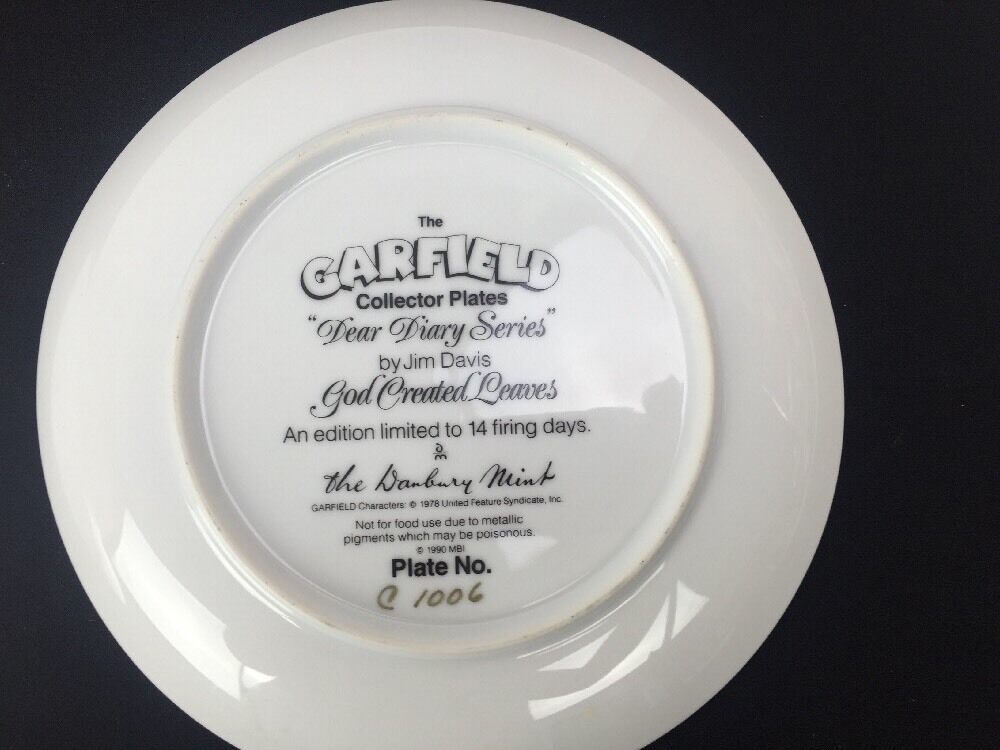 The
GARFIELD
Collector Plates
"Dear Diary Series"
by Jim Davis
God Created Leaves
An edition limited to 14 firing days.
DM
the Danbury Mint
GARFIELD Characters: © 1978 United Feature Syndicate, Inc.
Not for food use due to metallic
pigments which may be poisonous.
© 1990 MBI
Plate No.
C 1006